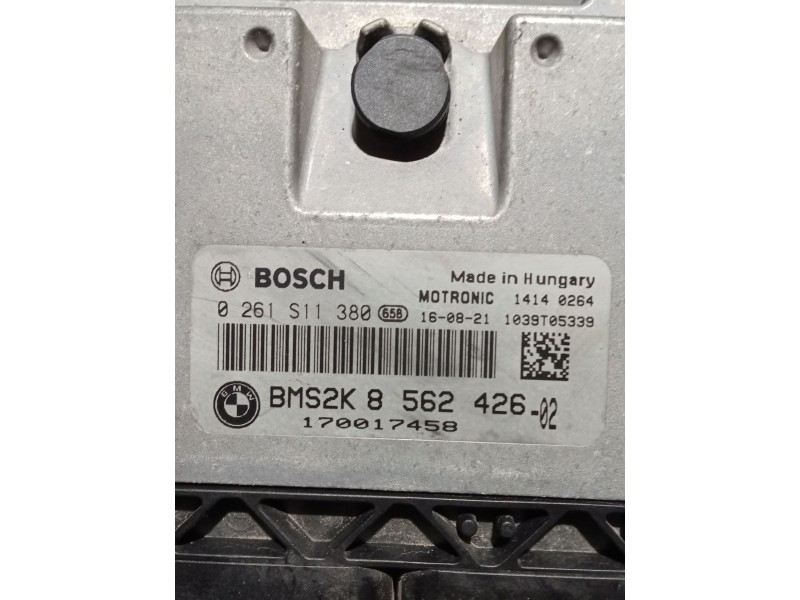 BOSCH
Made in Hungary
MOTRONIC 1414 0264
0 261 S11 380 65B 16-08-21 1039T05339
BMW
BMS2K 8 562 426-02
170017458